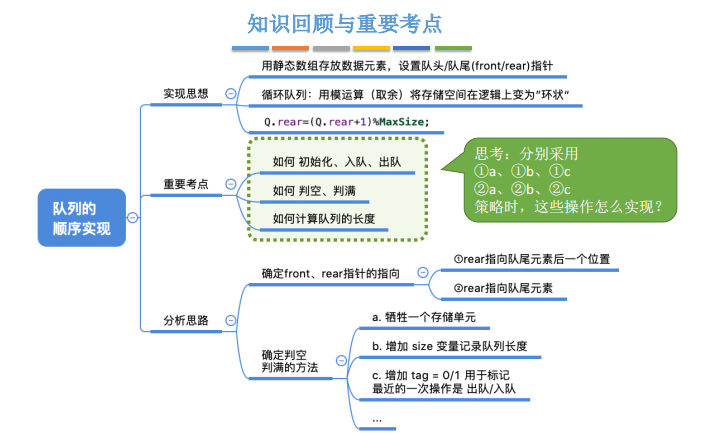 知识回顾与重要考点
用静态数组存放数据元素，设置队头/队尾(front/rear)指针
实现思想
循环队列：用模运算（取余）将存储空间在逻辑上变为“环状“
Q.rear=(Q.rear+1)%MaxSize;
如何 初始化、入队、出队
重要考点
如何 判空、判满
如何计算队列的长度
思考：分别采用
①a、①b、①c
②a、②b、②c
策略时，这些操作怎么实现？
队列的
顺序实现
①rear指向队尾元素后一个位置
确定front、rear指针的指向
②rear指向队尾元素
分析思路
a. 牺牲一个存储单元
b. 增加 size 变量记录队列长度
确定判空
判满的方法
c. 增加 tag = 0/1 用于标记
最近的一次操作是 出队/入队
...